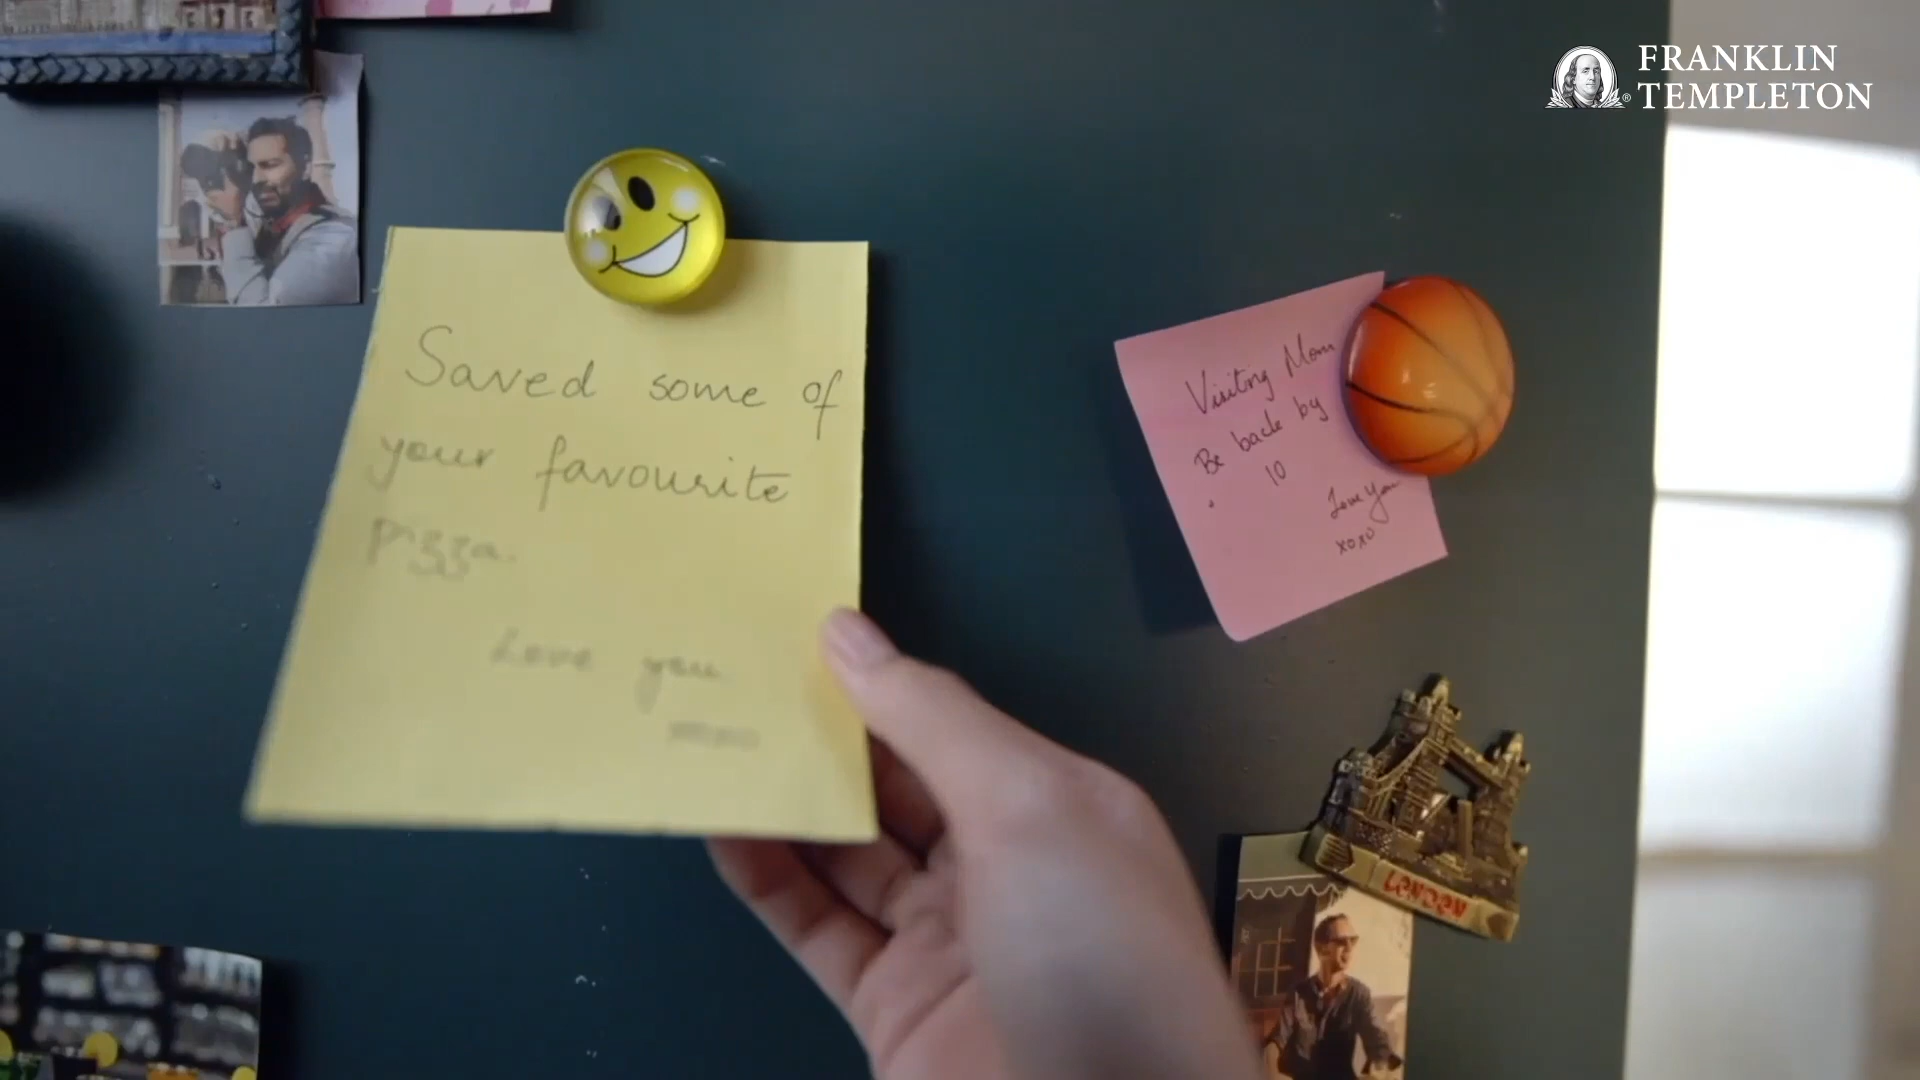 FRANKLIN
TEMPLETON
Saved some of
your favourite
pizza.
Love you
xoxo
Visiting Mom
Be back by
10
Love you
xoxo
LONDON